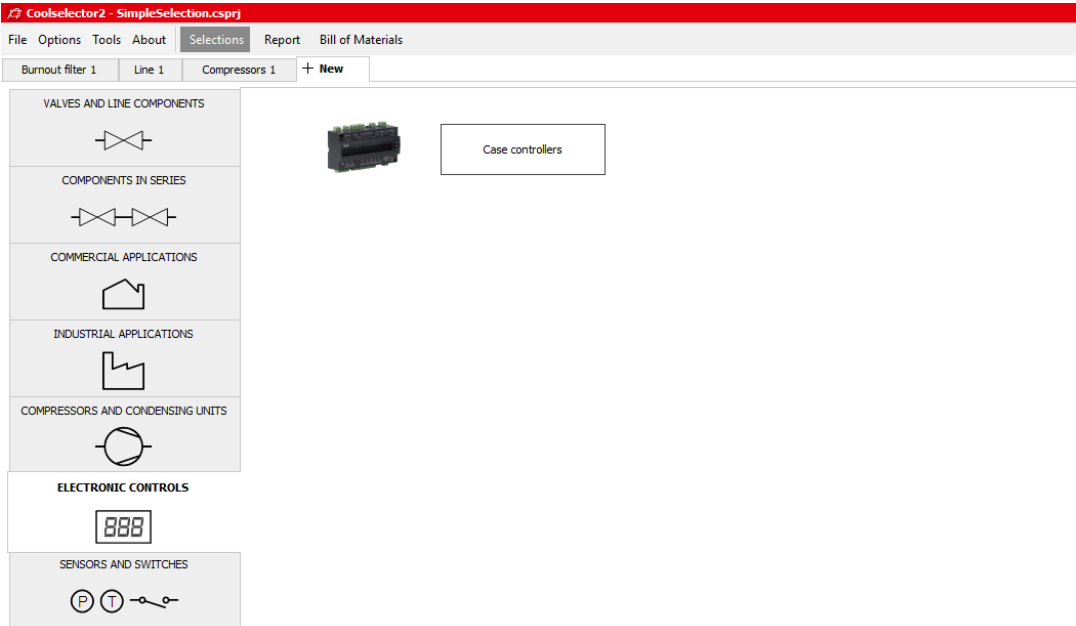 Coolselector2 - SimpleSelection.csprj
File Options Tools About Selections Report Bill of Materials
Burnout filter 1 Line 1 Compressors 1 + New
VALVES AND LINE COMPONENTS
Case controllers
COMPONENTS IN SERIES
COMMERCIAL APPLICATIONS
INDUSTRIAL APPLICATIONS
COMPRESSORS AND CONDENSING UNITS
ELECTRONIC CONTROLS
888
SENSORS AND SWITCHES
P T